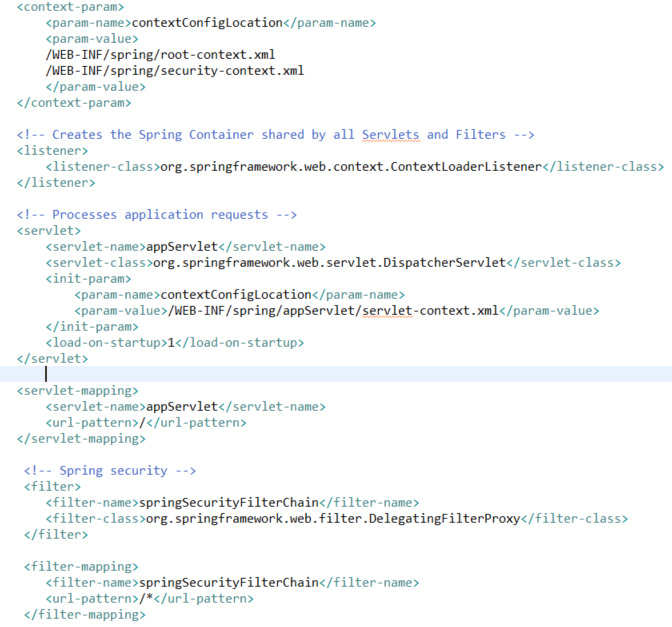 <context-param>
<param-name>contextConfigLocation</param-name>
<param-value>
/WEB-INF/spring/root-context.xml
/WEB-INF/spring/security-context.xml
</param-value>
</context-param>
<!-- Creates the Spring Container shared by all Servlets and Filters -->
<listener>
<listener-class>org.springframework.web.context.ContextLoaderListener</listener-class>
</listener>
<!-- Processes application requests -->
<servlet>
<servlet-name>appServlet</servlet-name>
<servlet-class>org.springframework.web.servlet.DispatcherServlet</servlet-class>
<init-param>
<param-name>contextConfigLocation</param-name>
<param-value>/WEB-INF/spring/appServlet/servlet-context.xml</param-value>
</init-param>
<load-on-startup>1</load-on-startup>
</servlet>
<servlet-mapping>
<servlet-name>appServlet</servlet-name>
<url-pattern>/</url-pattern>
</servlet-mapping>
<!-- Spring security -->
<filter>
<filter-name>springSecurityFilterChain</filter-name>
<filter-class>org.springframework.web.filter.DelegatingFilterProxy</filter-class>
</filter>
<filter-mapping>
<filter-name>springSecurityFilterChain</filter-name>
<url-pattern>/*</url-pattern>
</filter-mapping>